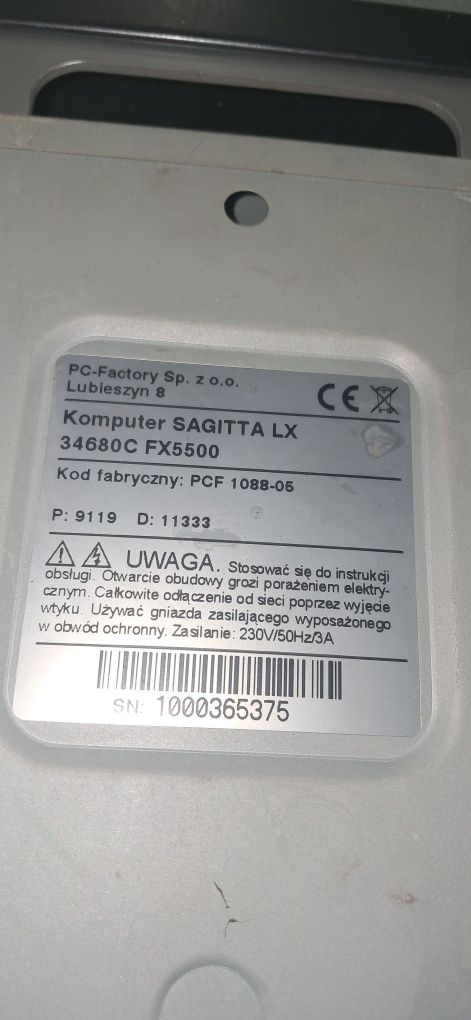 PC-Factory Sp. z o.o.
Lubieszyn 8
CE
Komputer SAGITTA LX
34680C FX5500
Kod fabryczny: PCF 1088-05
P: 9119 D: 11333
UWAGA. Stosować się do instrukcji
obsługi. Otwarcie obudowy grozi porażeniem elektry-
cznym. Całkowite odłączenie od sieci poprzez wyjęcie
wtyku. Używać gniazda zasilającego wyposażonego
w obwód ochronny. Zasilanie: 230V/50Hz/3A
SN: 1000365375